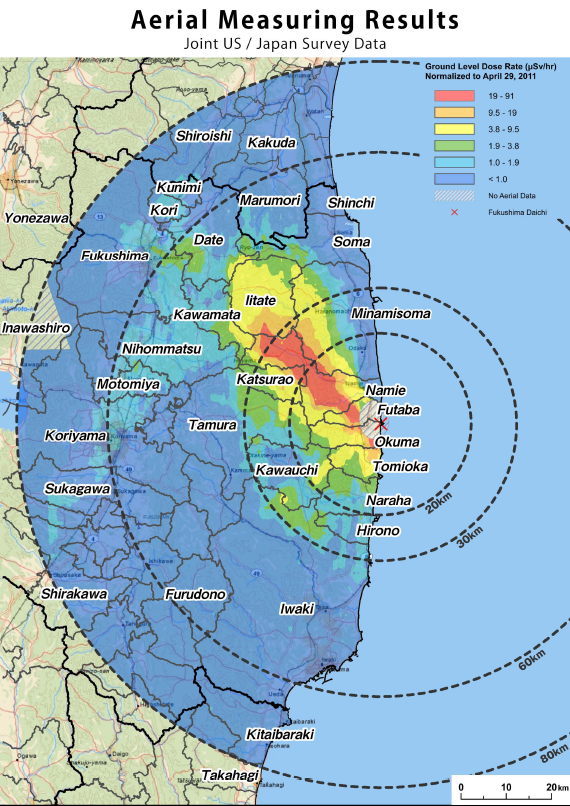 Aerial Measuring Results
Joint US / Japan Survey Data
Ground Level Dose Rate (µSv/hr)
Normalized to April 29, 2011
19 - 91
9.5 - 19
3.8 - 9.5
1.9 - 3.8
1.0 - 1.9
< 1.0
No Aerial Data
Fukushima Daichi
Shiroishi
Kakuda
Kunimi
Marumori
Shinchi
Kori
Yonezawa
Date
Soma
Fukushima
Iitate
Kawamata
Minamisoma
Inawashiro
Nihommatsu
Katsurao
Motomiya
Namie
Futaba
Tamura
Koriyama
Okuma
Kawauchi
Tomioka
Sukagawa
Naraha
20km
Hirono
30km
Shirakawa
Furudono
Iwaki
60km
Kitaibaraki
80km
Takahagi
0 10 20km